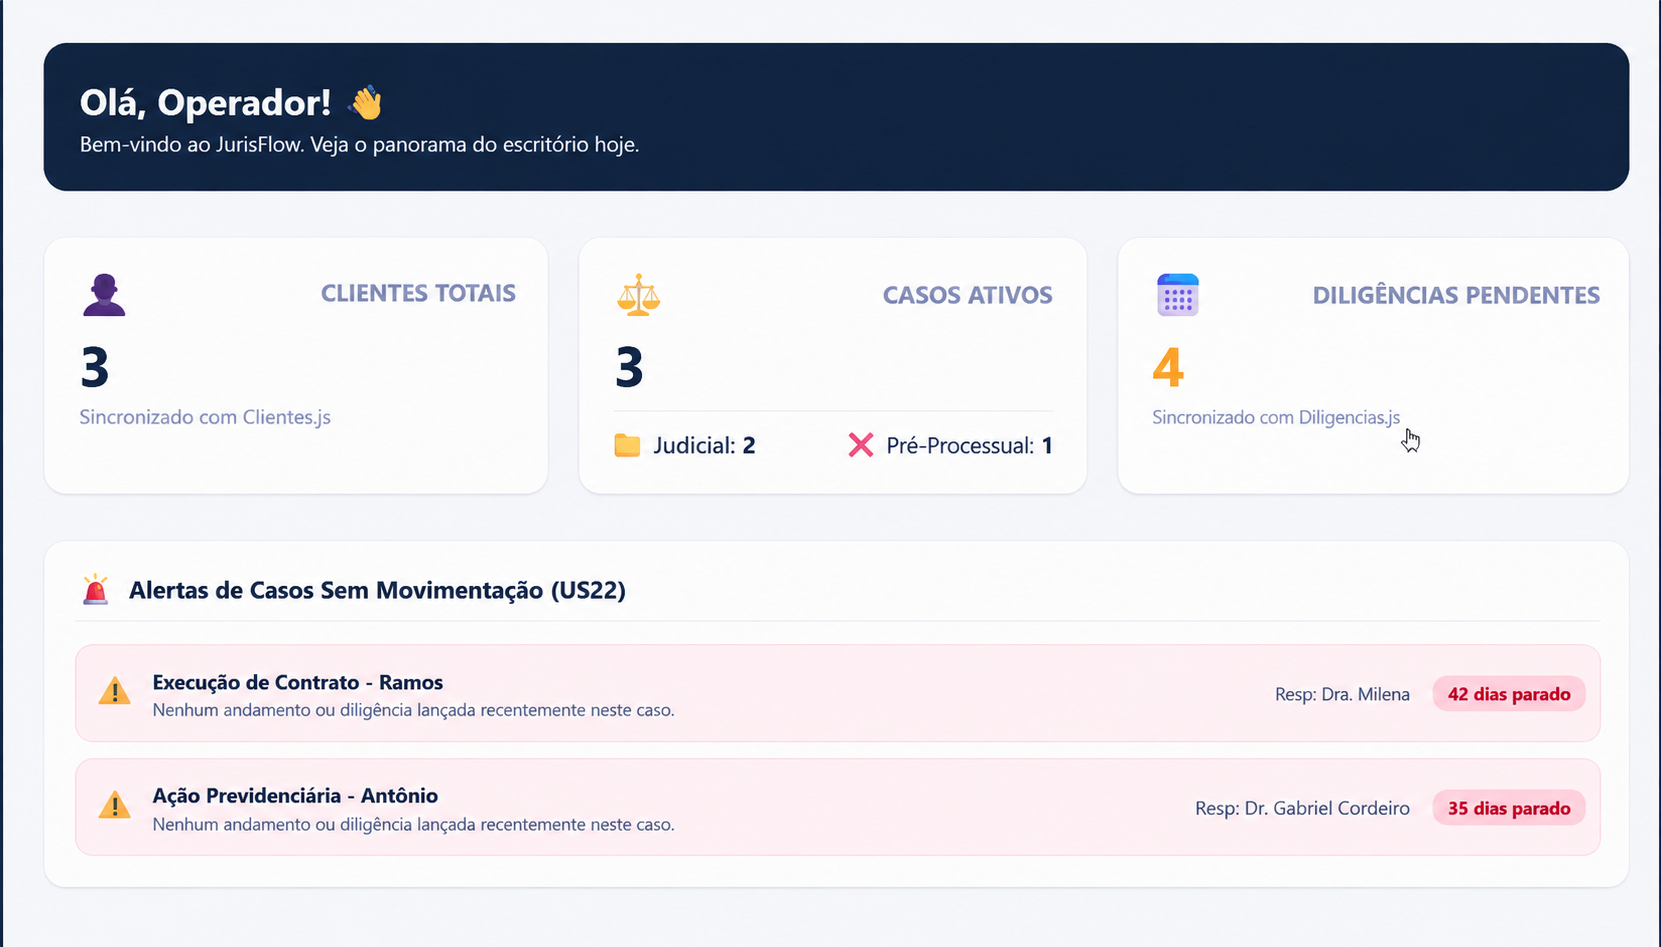 Olá, Operador! 👋
Bem-vindo ao JurisFlow. Veja o panorama do escritório hoje.
CLIENTES TOTAIS
3
Sincronizado com Clientes.js
CASOS ATIVOS
3
Judicial: 2
Pré-Processual: 1
DILIGÊNCIAS PENDENTES
4
Sincronizado com Diligencias.js
Alertas de Casos Sem Movimentação (US22)
Execução de Contrato - Ramos
Nenhum andamento ou diligência lançada recentemente neste caso.
Resp: Dra. Milena
42 dias parado
Ação Previdenciária - Antônio
Nenhum andamento ou diligência lançada recentemente neste caso.
Resp: Dr. Gabriel Cordeiro
35 dias parado